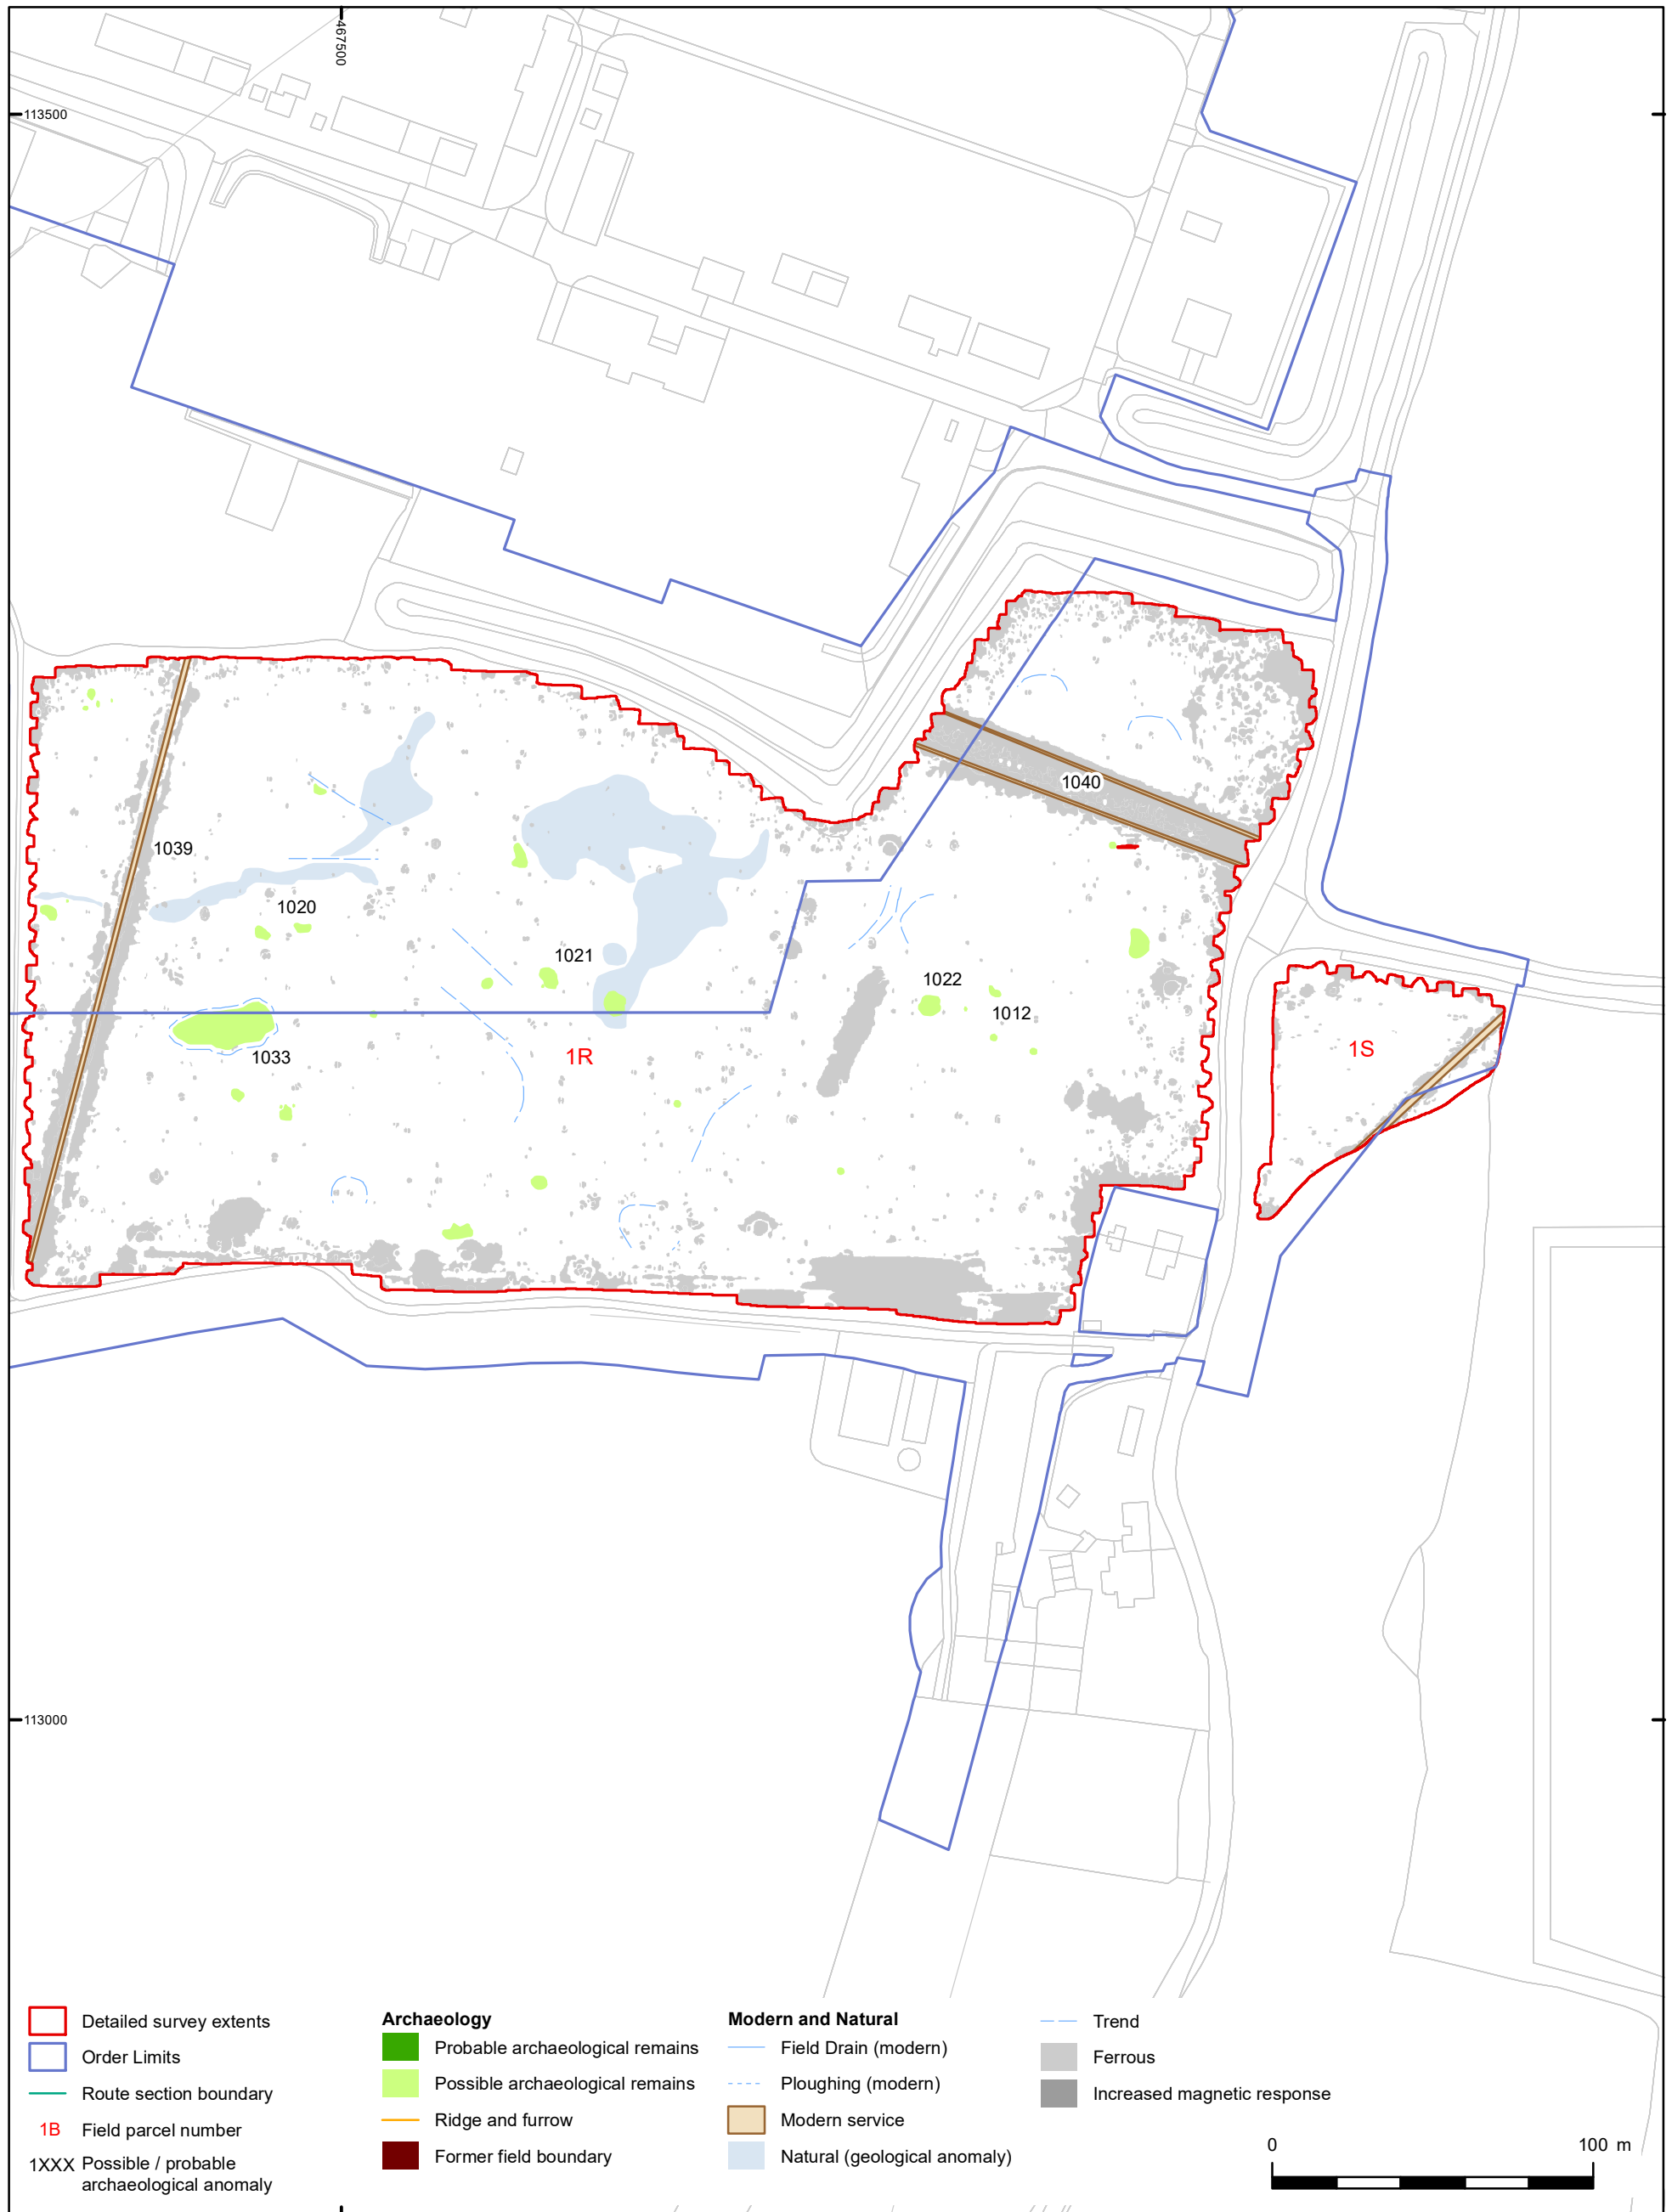 467500
113500
1040
1039
1020
1021
1022
1012
1033
1R
1S
113000
Detailed survey extents
Order Limits
Route section boundary
1B Field parcel number
1XXX Possible / probable
archaeological anomaly
Archaeology
Probable archaeological remains
Possible archaeological remains
Ridge and furrow
Former field boundary
Modern and Natural
Field Drain (modern)
Ploughing (modern)
Modern service
Natural (geological anomaly)
Trend
Ferrous
Increased magnetic response
0 100 m